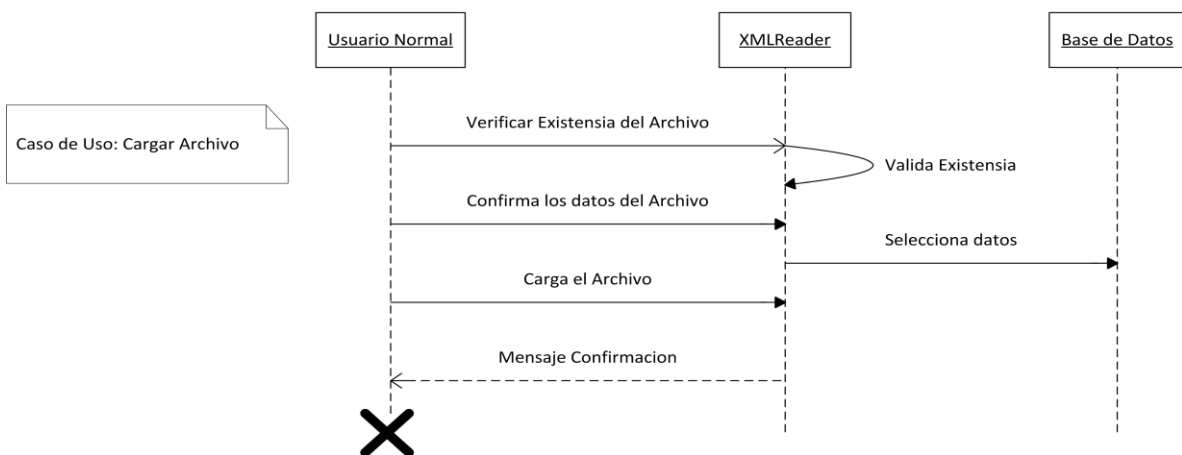 Usuario Normal
XMLReader
Base de Datos
Caso de Uso: Cargar Archivo
Verificar Existensia del Archivo
Valida Existensia
Confirma los datos del Archivo
Selecciona datos
Carga el Archivo
Mensaje Confirmacion